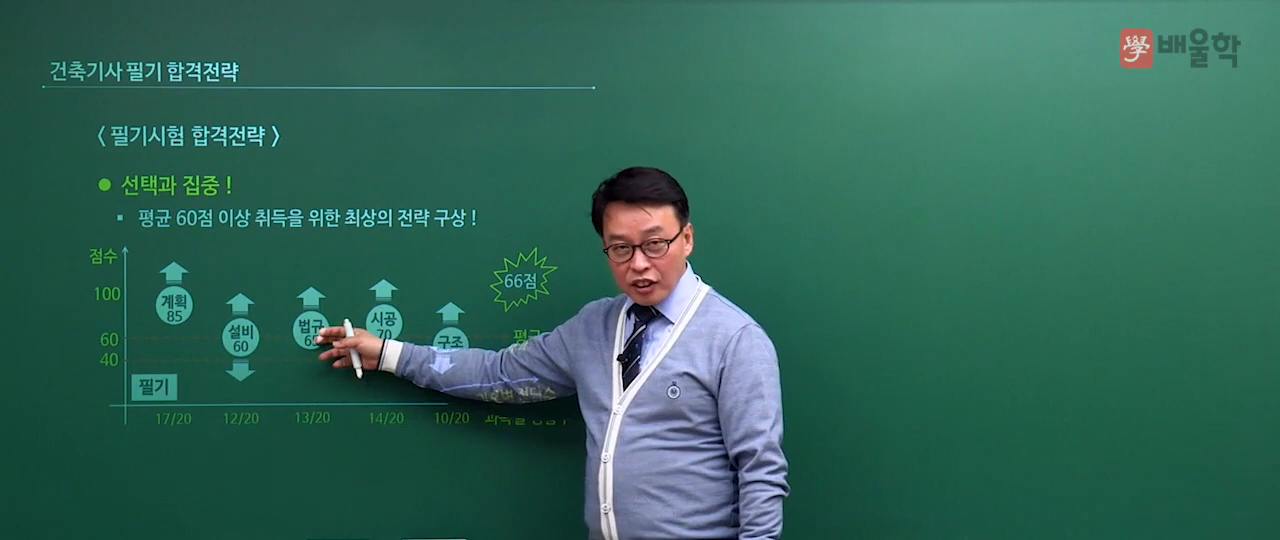 學 배울학
건축기사 필기 합격전략
< 필기시험 합격전략 >
● 선택과 집중 !
▪ 평균 60점 이상 취득을 위한 최상의 전략 구상 !
점수
100
60
40
계획
85
설비
60
법규
시공
70
구조
66점
필기
17/20
12/20
13/20
14/20
10/20